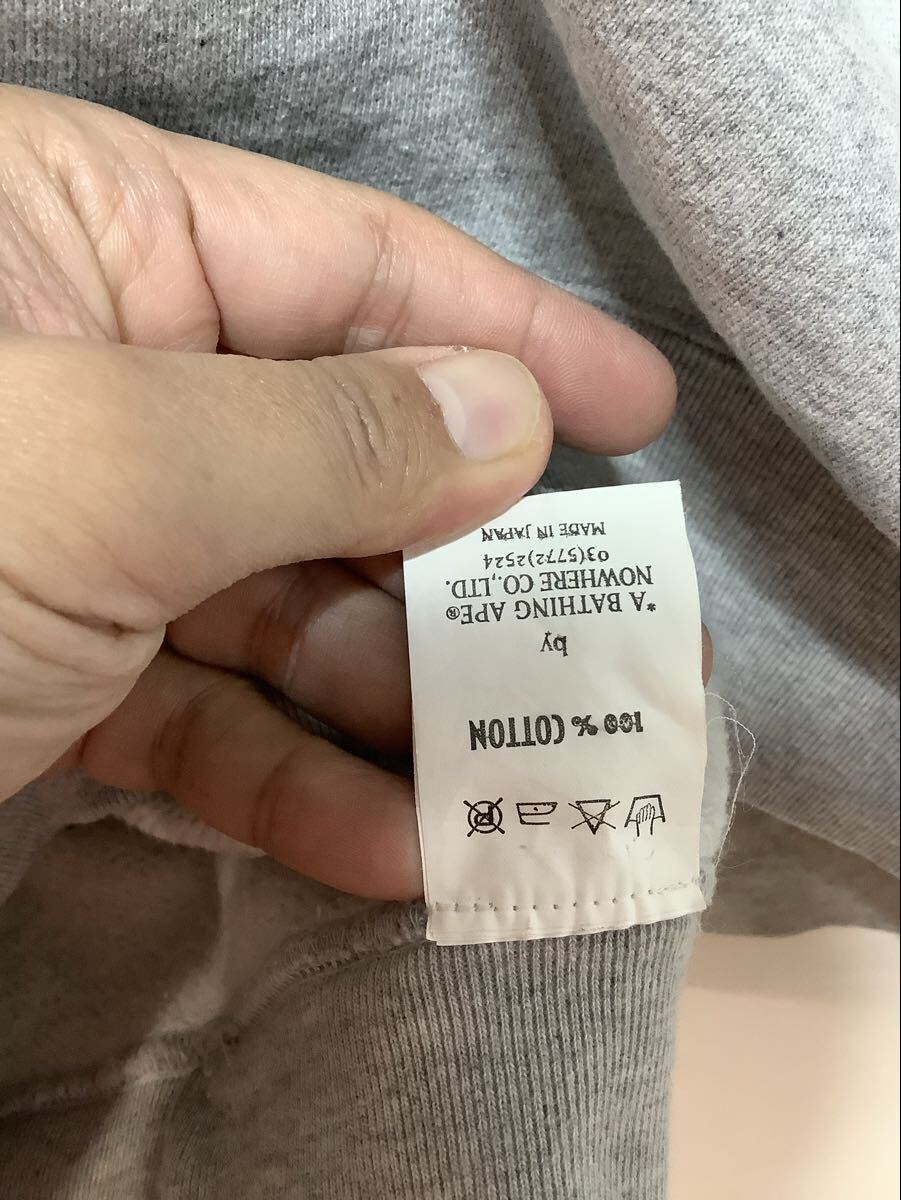 100% COTTON
by
*A BATHING APE®
NOWHERE CO.,LTD.
03(5772)2524
MADE IN JAPAN